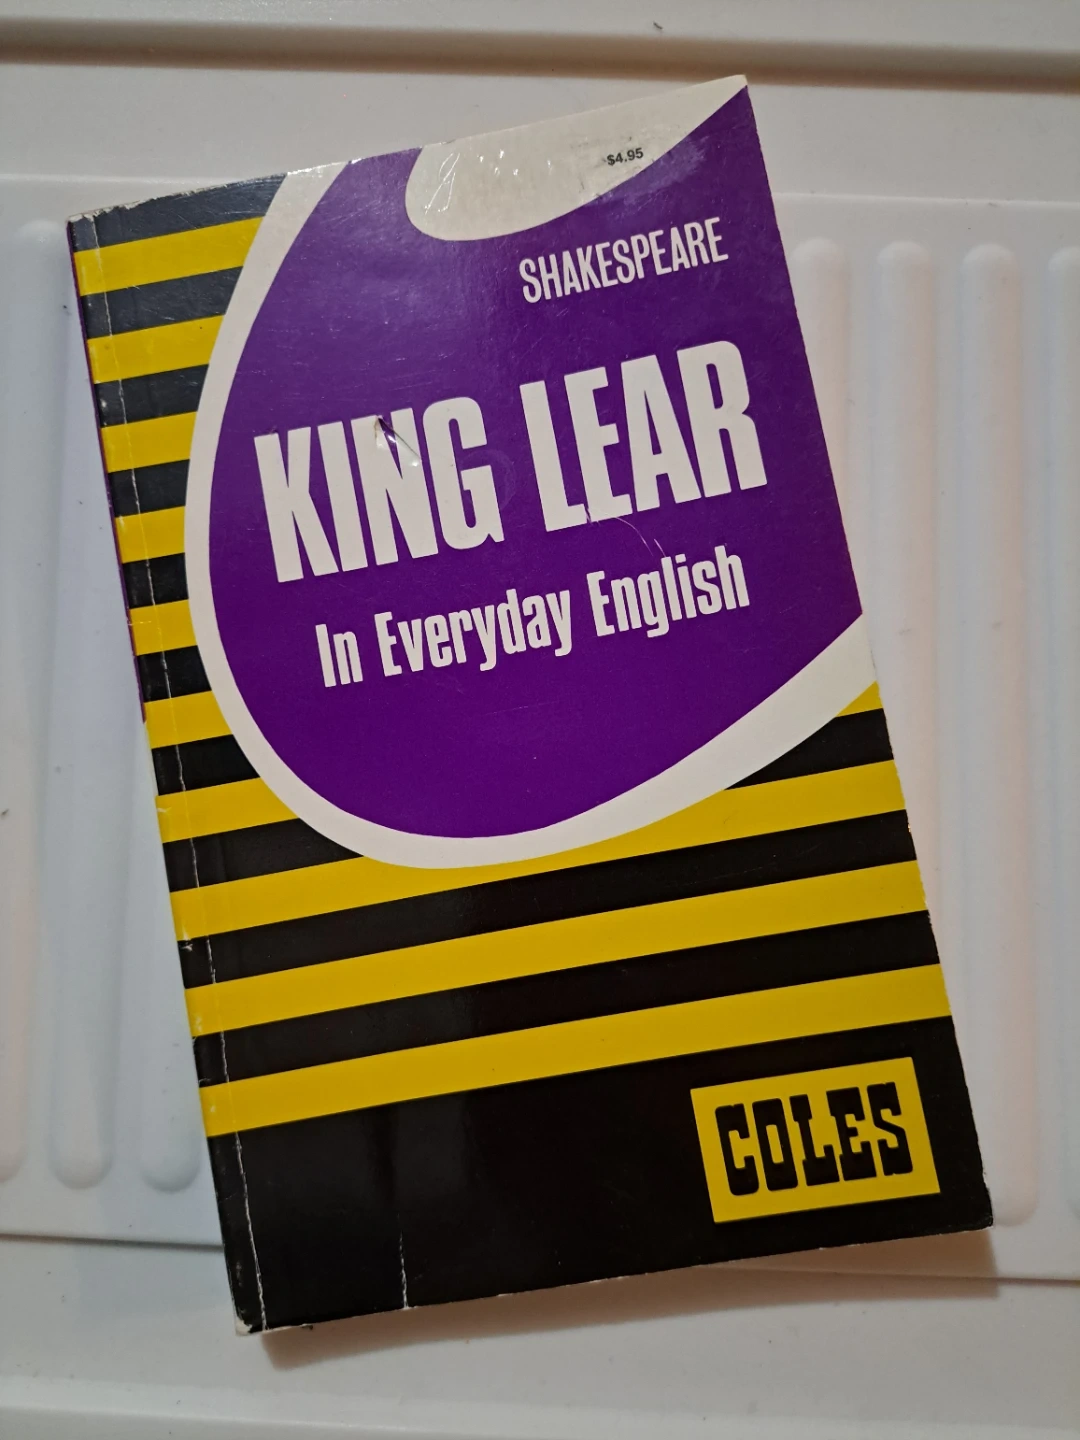 $4.95
SHAKESPEARE
KING LEAR
In Everyday English
COLES